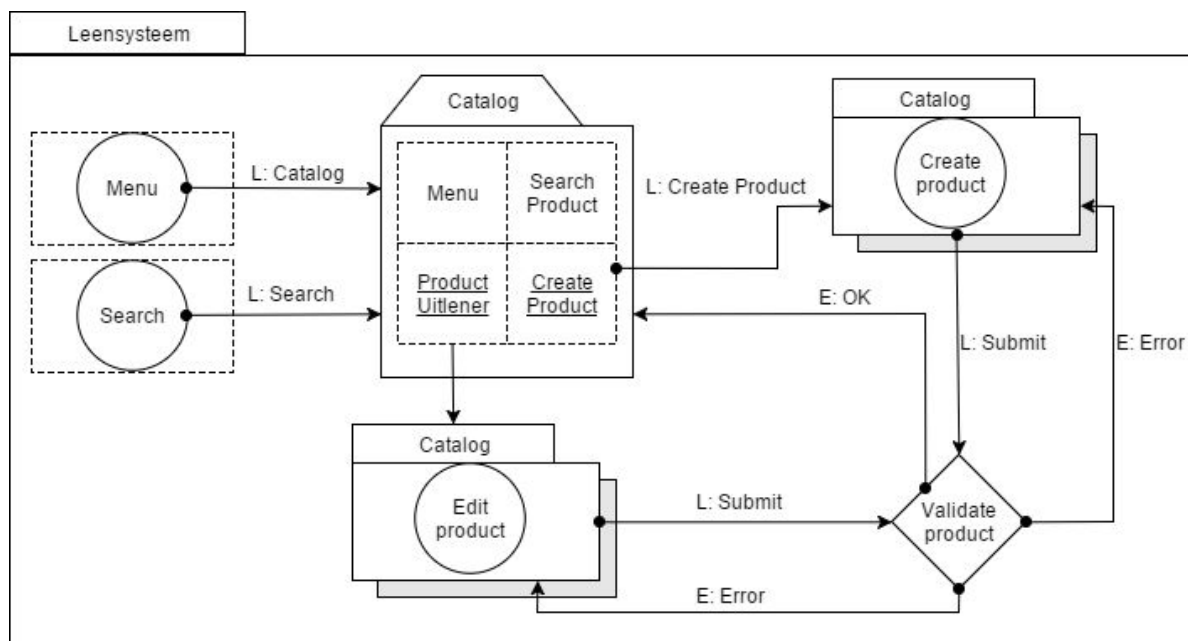 Leensysteem
Catalog
Catalog
Menu
L: Catalog
Menu
Search
Product
L: Create Product
Create
product
Search
L: Search
Product
Uitlener
Create
Product
E: OK
L: Submit
E: Error
Catalog
Edit
product
L: Submit
Validate
product
E: Error